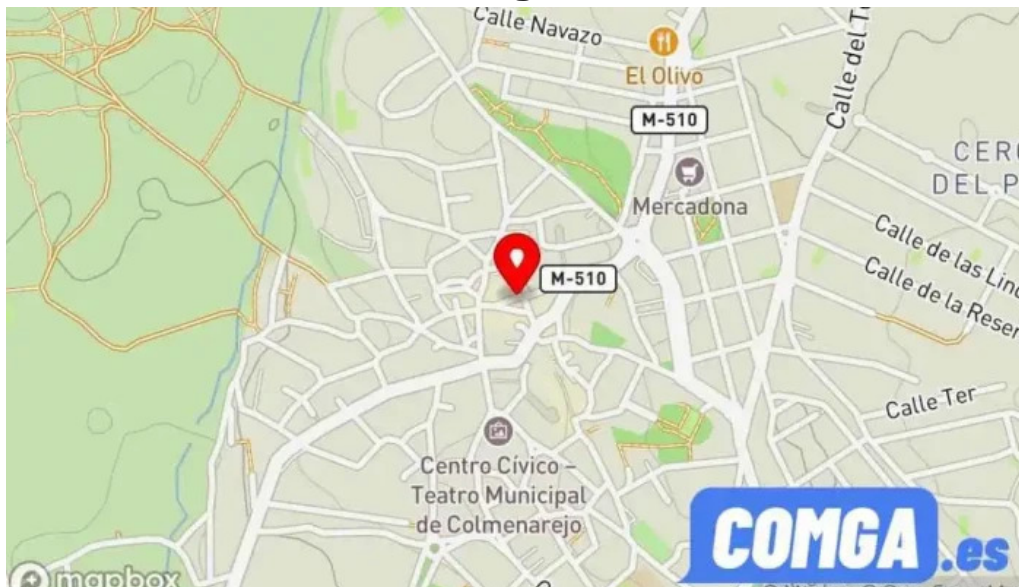 Calle Navazo
El Olivo
M-510
Mercadona
Calle del
CER
DEL P
Calle de las Lind
Calle de la Reser
M-510
Calle Ter
Centro Cívico –
Teatro Municipal
de Colmenarejo
COMGA.es
mapbox